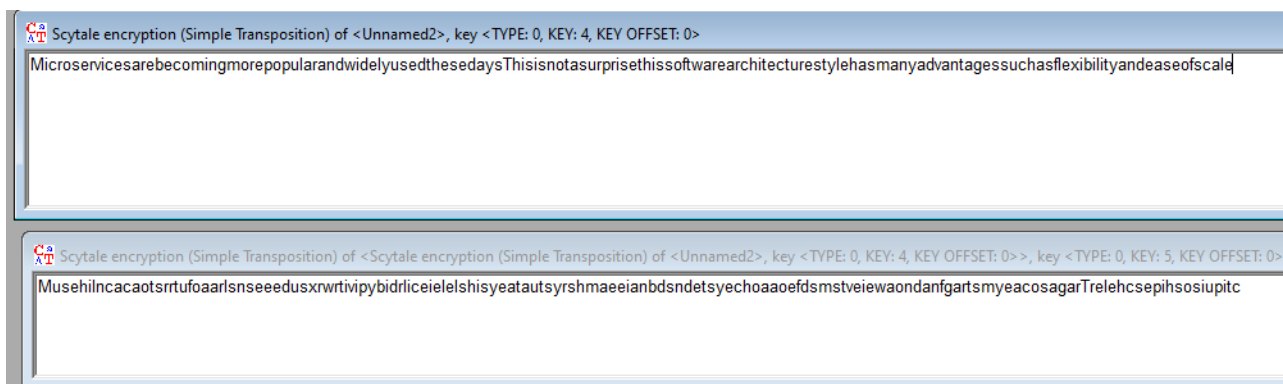 Scytale encryption (Simple Transposition) of <Unnamed2>, key <TYPE: 0, KEY: 4, KEY OFFSET: 0>
MicroservicesarebecomingmorepopularandwidelyusedthesedaysThisisnotasurprisethissoftwarearchitecturestylehasmanyadvantagessuchasflexibilityandeaseofscale
Scytale encryption (Simple Transposition) of <Scytale encryption (Simple Transposition) of <Unnamed2>, key <TYPE: 0, KEY: 4, KEY OFFSET: 0>>, key <TYPE: 0, KEY: 5, KEY OFFSET: 0>
MusehilncacaotsrrtufoaarlsnseeedusxrwrtivipybidrliceielelshisyeatautsyrshmaeeianbdsndetsyechoaaoefdsmstveiewaondanfgartsmyeacosagarTrelehcsepihsosiupitc